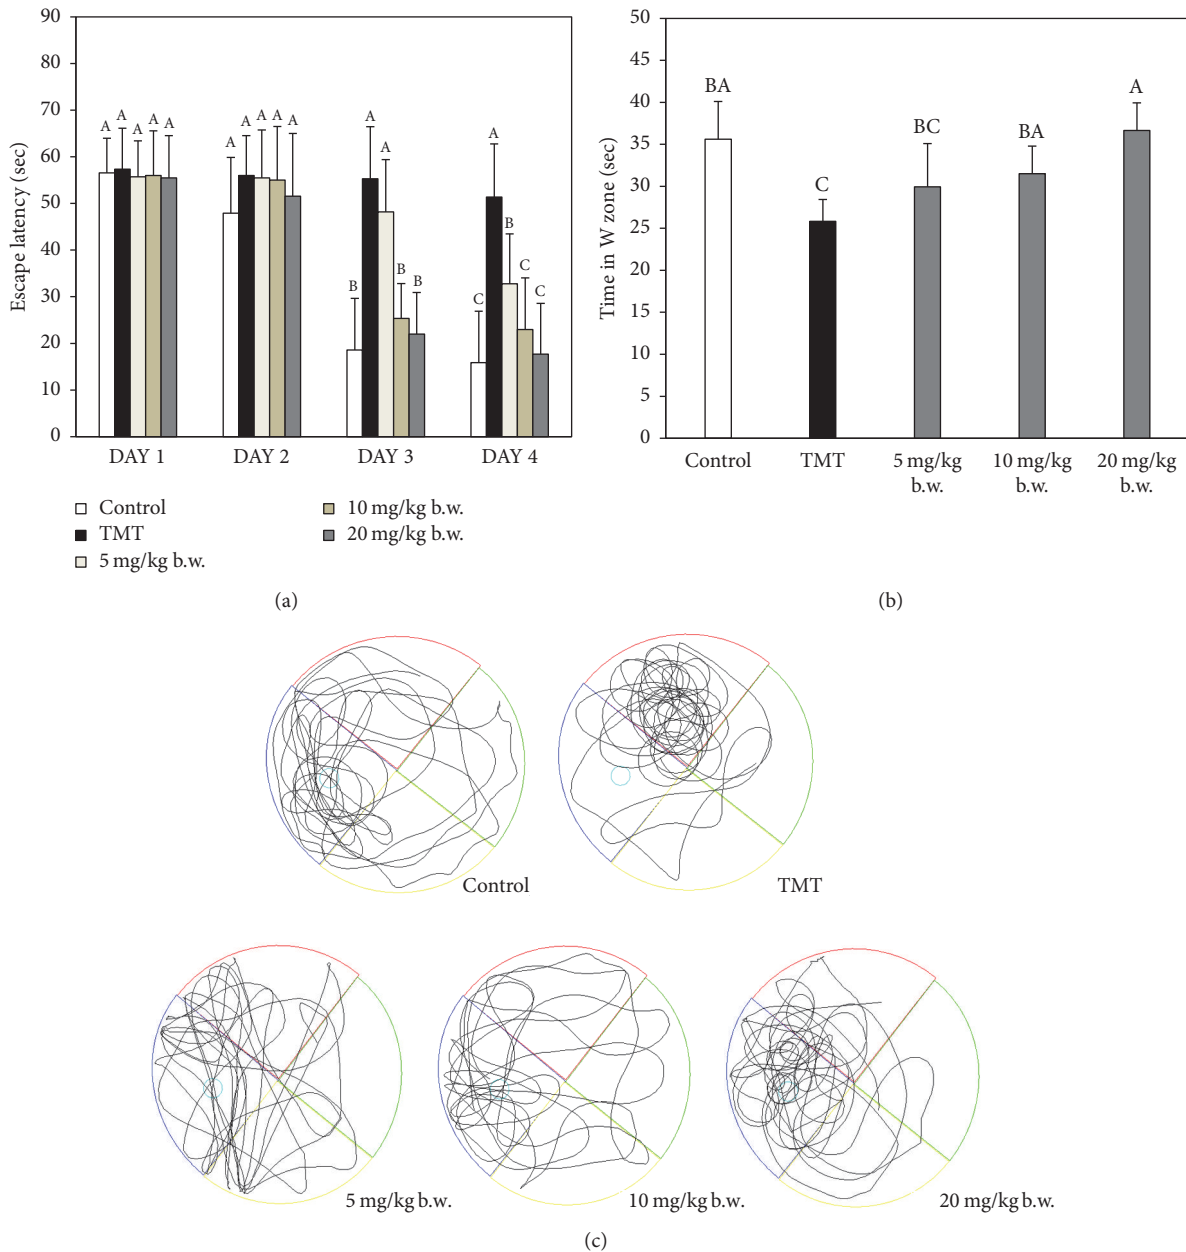 90
80
70
60
50
40
30
20
10
0
Escape latency (sec)
A A A A A
A A A A A
B A A B B
C A B C C
DAY 1 DAY 2 DAY 3 DAY 4
Control
TMT
5 mg/kg b.w.
10 mg/kg b.w.
20 mg/kg b.w.
(a)
50
45
40
35
30
25
20
15
10
5
0
Time in W zone (sec)
BA C BC BA A
Control TMT 5 mg/kg 10 mg/kg 20 mg/kg
b.w. b.w. b.w.
(b)
Control TMT
5 mg/kg b.w. 10 mg/kg b.w. 20 mg/kg b.w.
(c)